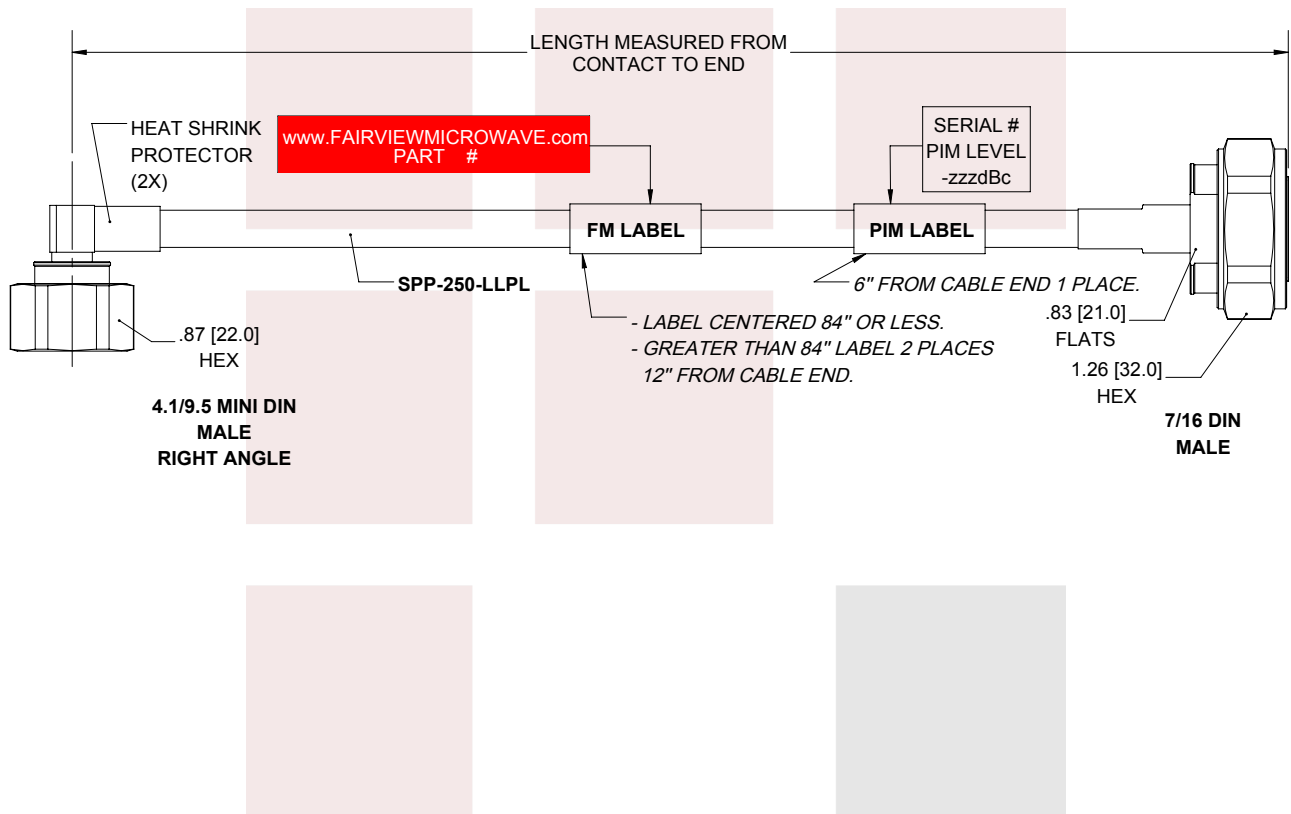 LENGTH MEASURED FROM
CONTACT TO END
HEAT SHRINK
PROTECTOR
(2X)
www.FAIRVIEWMICROWAVE.com
PART #
SERIAL #
PIM LEVEL
-zzzdBc
FM LABEL
PIM LABEL
SPP-250-LLPL
6" FROM CABLE END 1 PLACE.
- LABEL CENTERED 84" OR LESS.
- GREATER THAN 84" LABEL 2 PLACES
12" FROM CABLE END.
.87 [22.0]
HEX
.83 [21.0]
FLATS
1.26 [32.0]
HEX
4.1/9.5 MINI DIN
MALE
RIGHT ANGLE
7/16 DIN
MALE